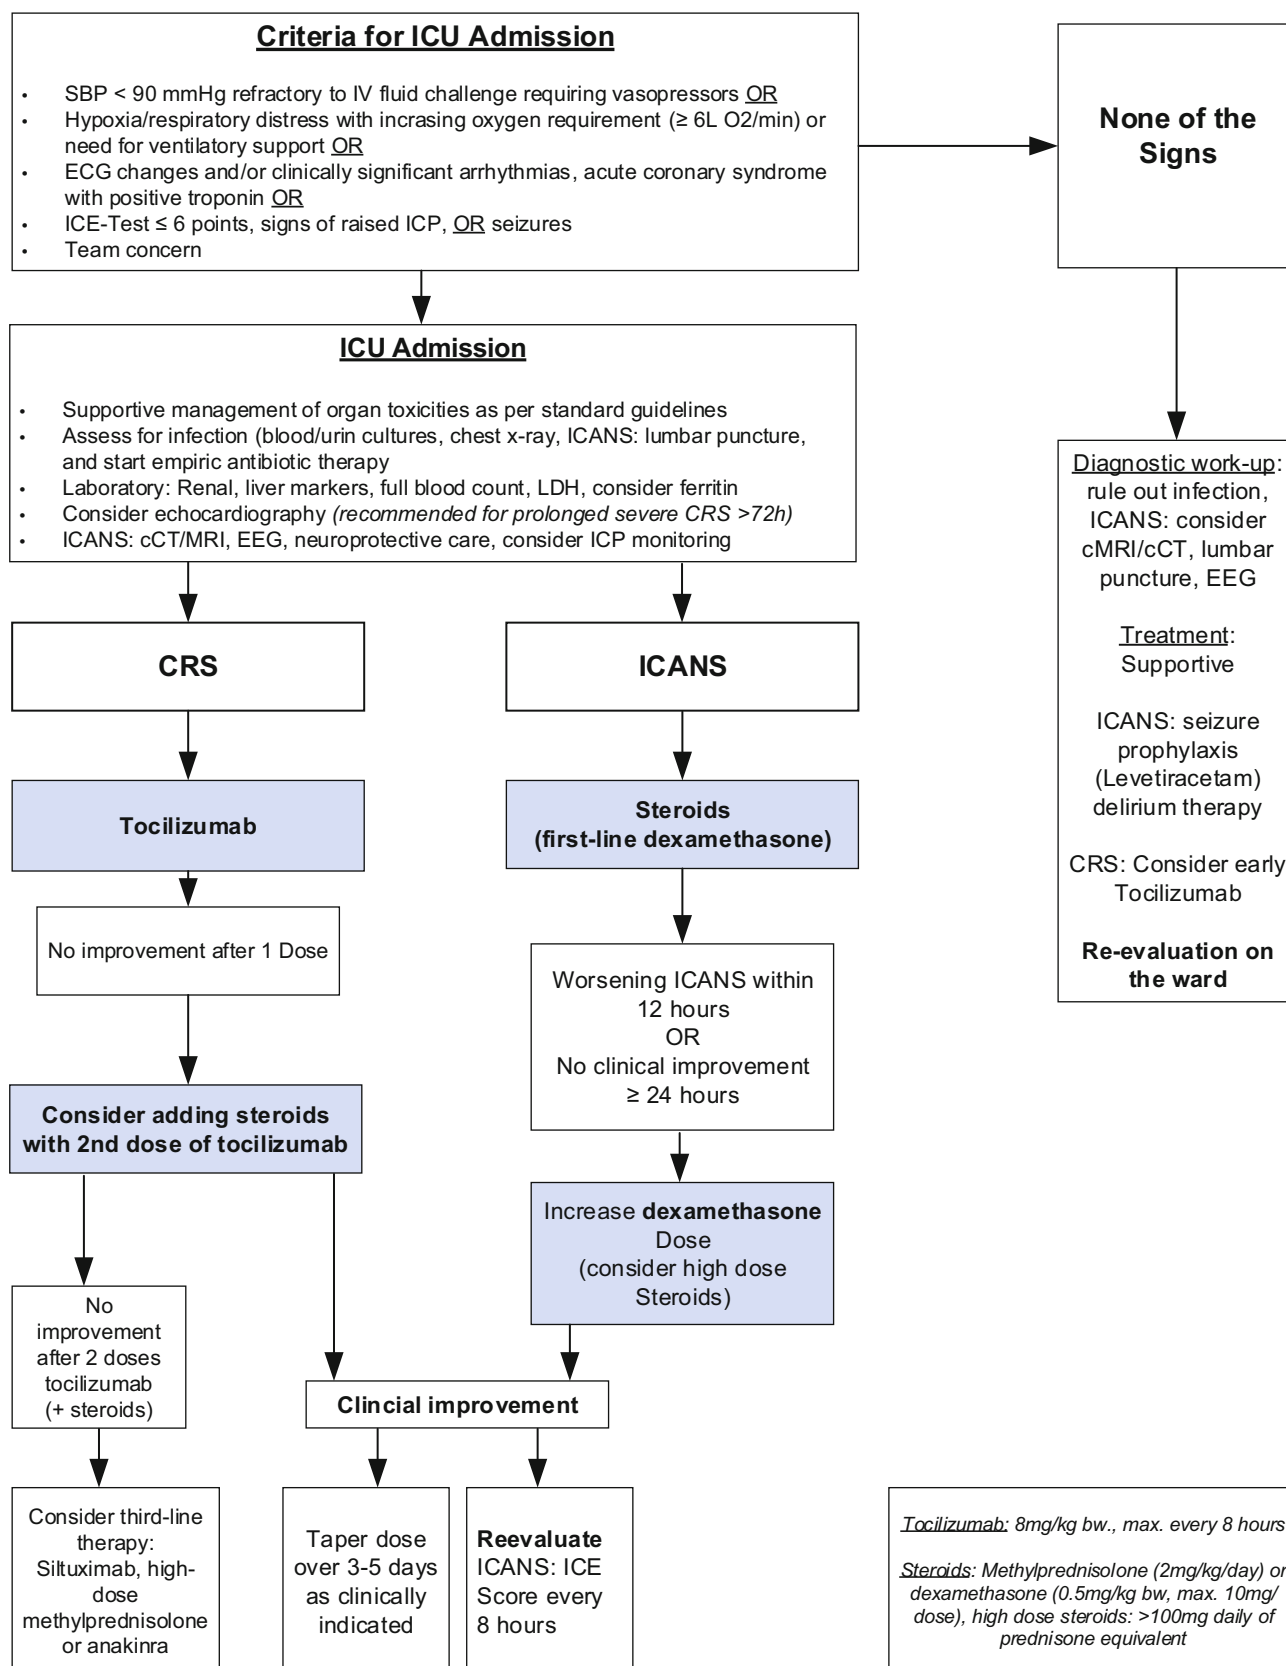 Criteria for ICU Admission
• SBP < 90 mmHg refractory to IV fluid challenge requiring vasopressors OR
• Hypoxia/respiratory distress with incrasing oxygen requirement (≥ 6L O2/min) or
need for ventilatory support OR
• ECG changes and/or clinically significant arrhythmias, acute coronary syndrome
with positive troponin OR
• ICE-Test ≤ 6 points, signs of raised ICP, OR seizures
• Team concern
None of the
Signs
ICU Admission
• Supportive management of organ toxicities as per standard guidelines
• Assess for infection (blood/urin cultures, chest x-ray, ICANS: lumbar puncture,
and start empiric antibiotic therapy
• Laboratory: Renal, liver markers, full blood count, LDH, consider ferritin
• Consider echocardiography (recommended for prolonged severe CRS >72h)
• ICANS: cCT/MRI, EEG, neuroprotective care, consider ICP monitoring
Diagnostic work-up:
rule out infection,
ICANS: consider
cMRI/cCT, lumbar
puncture, EEG
Treatment:
Supportive
ICANS: seizure
prophylaxis
(Levetiracetam)
delirium therapy
CRS: Consider early
Tocilizumab
Re-evaluation on
the ward
CRS
ICANS
Tocilizumab
Steroids
(first-line dexamethasone)
No improvement after 1 Dose
Worsening ICANS within
12 hours
OR
No clinical improvement
≥ 24 hours
Consider adding steroids
with 2nd dose of tocilizumab
Increase dexamethasone
Dose
(consider high dose
Steroids)
No
improvement
after 2 doses
tocilizumab
(+ steroids)
Clincial improvement
Consider third-line
therapy:
Siltuximab, high-
dose
methylprednisolone
or anakinra
Taper dose
over 3-5 days
as clinically
indicated
Reevaluate
ICANS: ICE
Score every
8 hours
Tocilizumab: 8mg/kg bw., max. every 8 hours
Steroids: Methylprednisolone (2mg/kg/day) or
dexamethasone (0.5mg/kg bw, max. 10mg/
dose), high dose steroids: >100mg daily of
prednisone equivalent